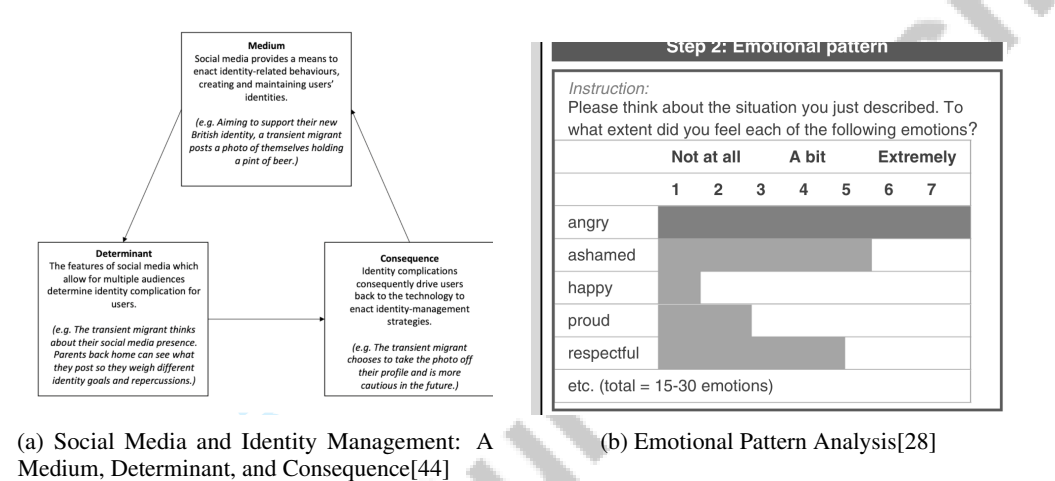 Medium
Social media provides a means to
enact identity-related behaviours,
creating and maintaining users'
identities.
(e.g. Aiming to support their new
British identity, a transient migrant
posts a photo of themselves holding
a pint of beer.)
Determinant
The features of social media which
allow for multiple audiences
determine identity complication for
users.
(e.g. The transient migrant thinks
about their social media presence.
Parents back home can see what
they post so they weigh different
identity goals and repercussions.)
Consequence
Identity complications
consequently drive users
back to the technology to
enact identity-management
strategies.
(e.g. The transient migrant
chooses to take the photo off
their profile and is more
cautious in the future.)
(a) Social Media and Identity Management: A
Medium, Determinant, and Consequence[44]
Step 2: Emotional pattern
Instruction:
Please think about the situation you just described. To
what extent did you feel each of the following emotions?
Not at all A bit Extremely
1 2 3 4 5 6 7
angry
ashamed
happy
proud
respectful
etc. (total = 15-30 emotions)
(b) Emotional Pattern Analysis[28]